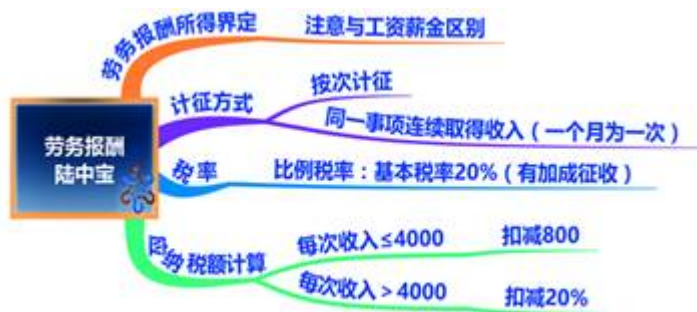 劳务报酬
陆中宝
劳务报酬所得界定
注意与工资薪金区别
计征方式
按次计征
同一事项连续取得收入（一个月为一次）
税率
比例税率：基本税率20%（有加成征收）
应纳税额计算
每次收入≤4000
扣减800
每次收入＞4000
扣减20%